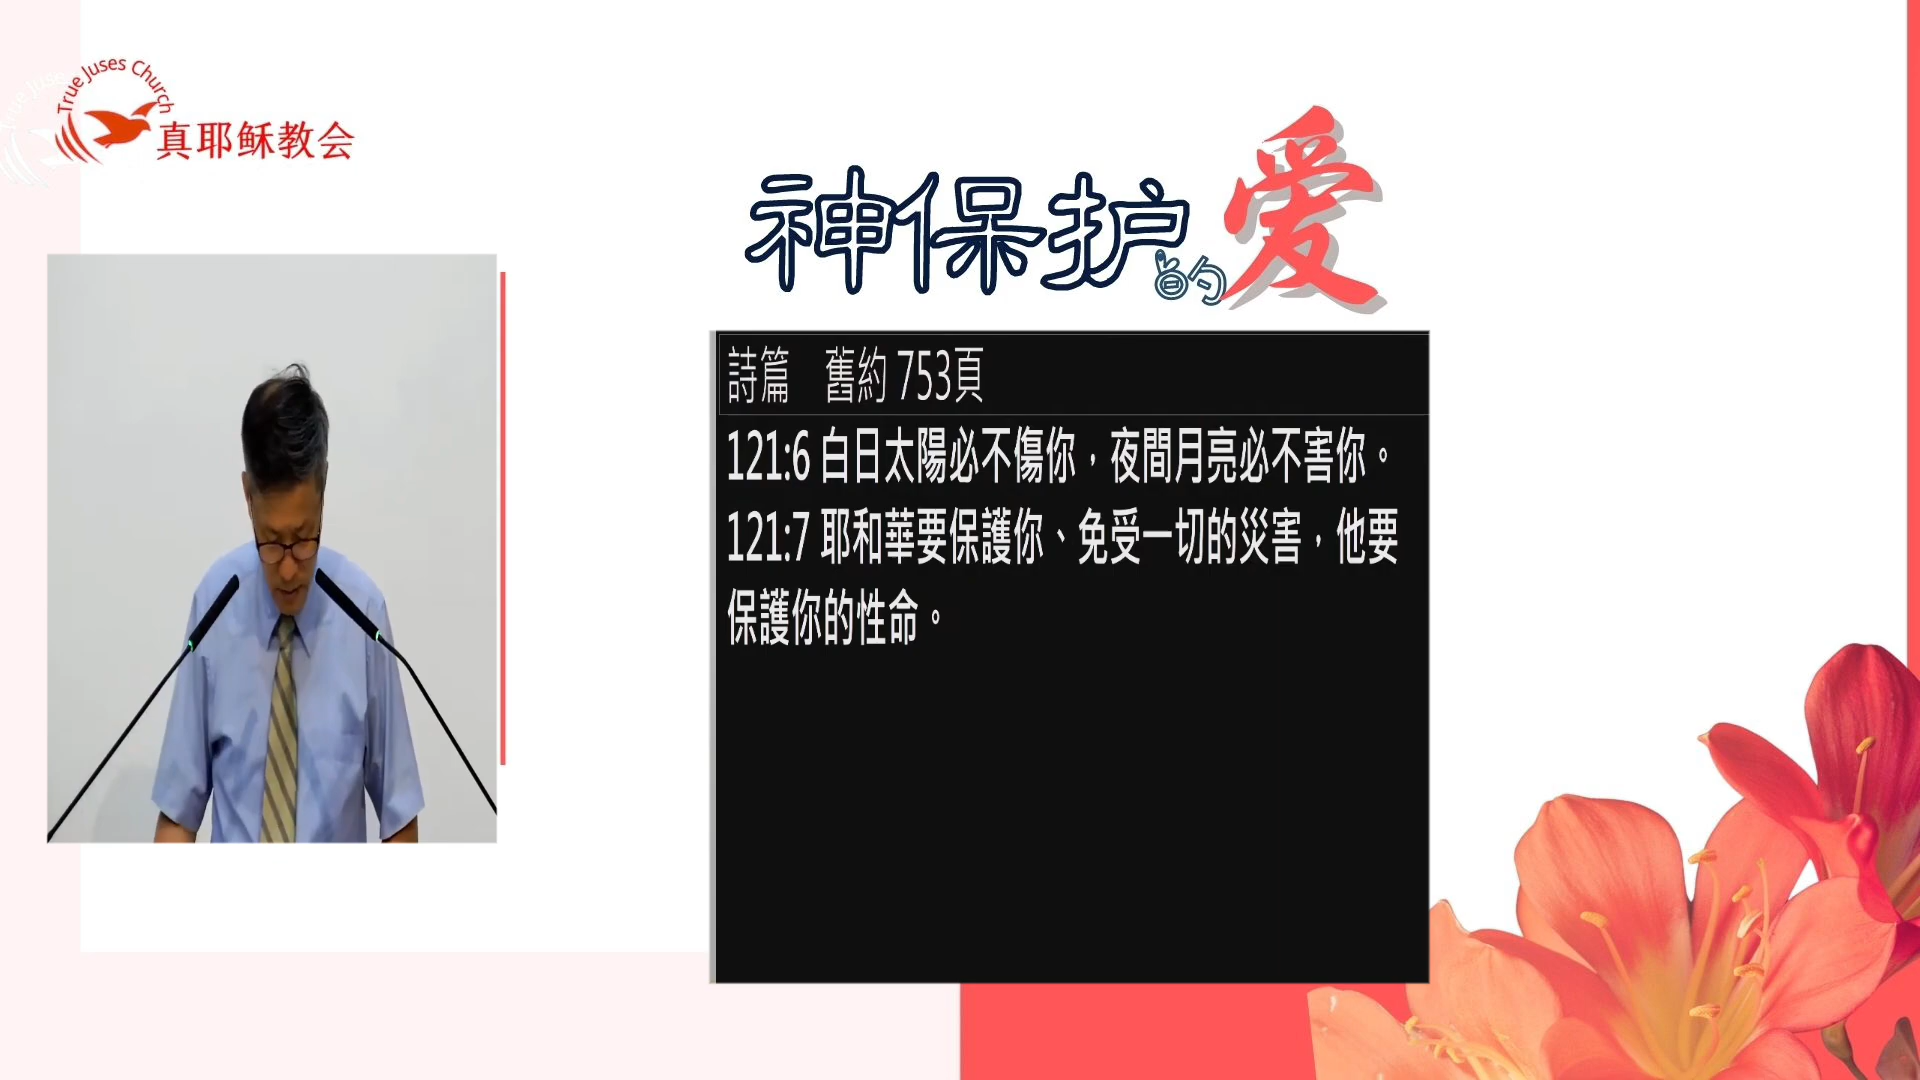 True Juses Church
真耶稣教会
神保护的爱
詩篇 舊約 753頁
121:6 白日太陽必不傷你，夜間月亮必不害你。
121:7 耶和華要保護你、免受一切的災害，他要
保護你的性命。